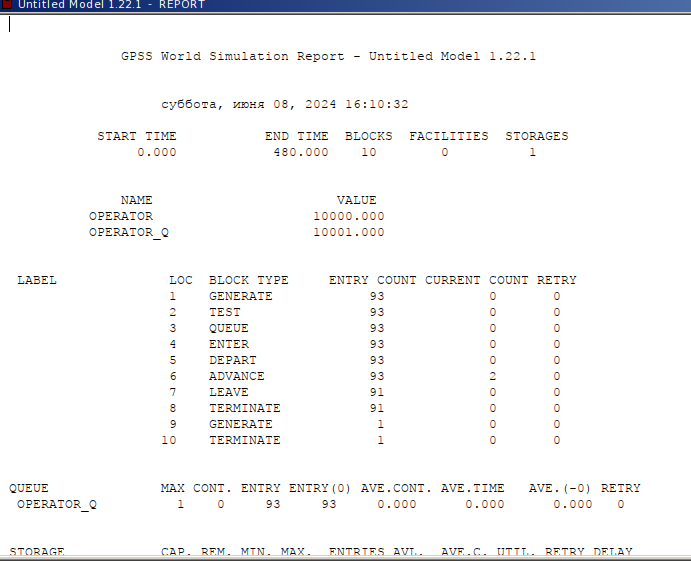 Untitled Model 1.22.1 - REPORT
GPSS World Simulation Report - Untitled Model 1.22.1
суббота, июня 08, 2024 16:10:32
START TIME END TIME BLOCKS FACILITIES STORAGES
0.000 480.000 10 0 1
NAME VALUE
OPERATOR 10000.000
OPERATOR_Q 10001.000
LABEL LOC BLOCK TYPE ENTRY COUNT CURRENT COUNT RETRY
1 GENERATE 93 0 0
2 TEST 93 0 0
3 QUEUE 93 0 0
4 ENTER 93 0 0
5 DEPART 93 0 0
6 ADVANCE 93 2 0
7 LEAVE 91 0 0
8 TERMINATE 91 0 0
9 GENERATE 1 0 0
10 TERMINATE 1 0 0
QUEUE MAX CONT. ENTRY ENTRY(0) AVE.CONT. AVE.TIME AVE.(-0) RETRY
OPERATOR_Q 1 0 93 93 0.000 0.000 0.000 0
STORAGE CAP. REM. MIN. MAX. ENTRIES AVL. AVE.C. UTIL. RETRY DELAY